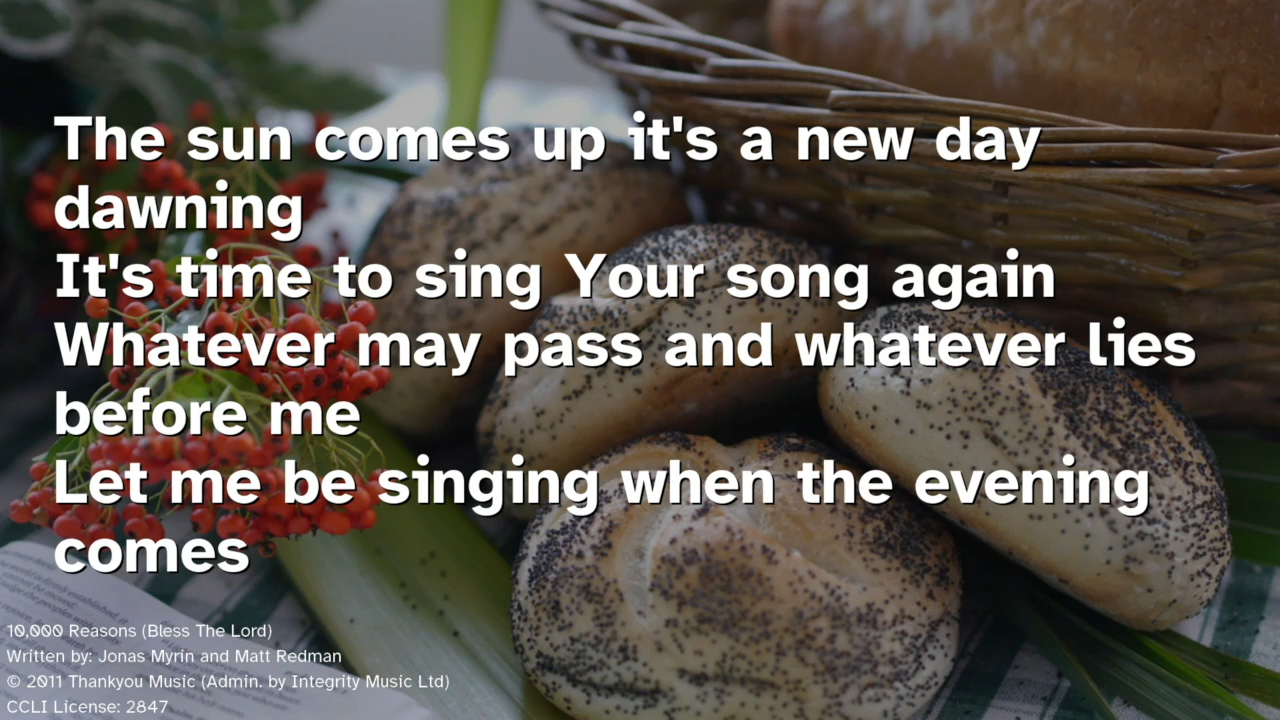 The sun comes up it's a new day
dawning
It's time to sing Your song again
Whatever may pass and whatever lies
before me
Let me be singing when the evening
comes
10,000 Reasons (Bless The Lord)
Written by: Jonas Myrin and Matt Redman
© 2011 Thankyou Music (Admin. by Integrity Music Ltd)
CCLI License: 2847